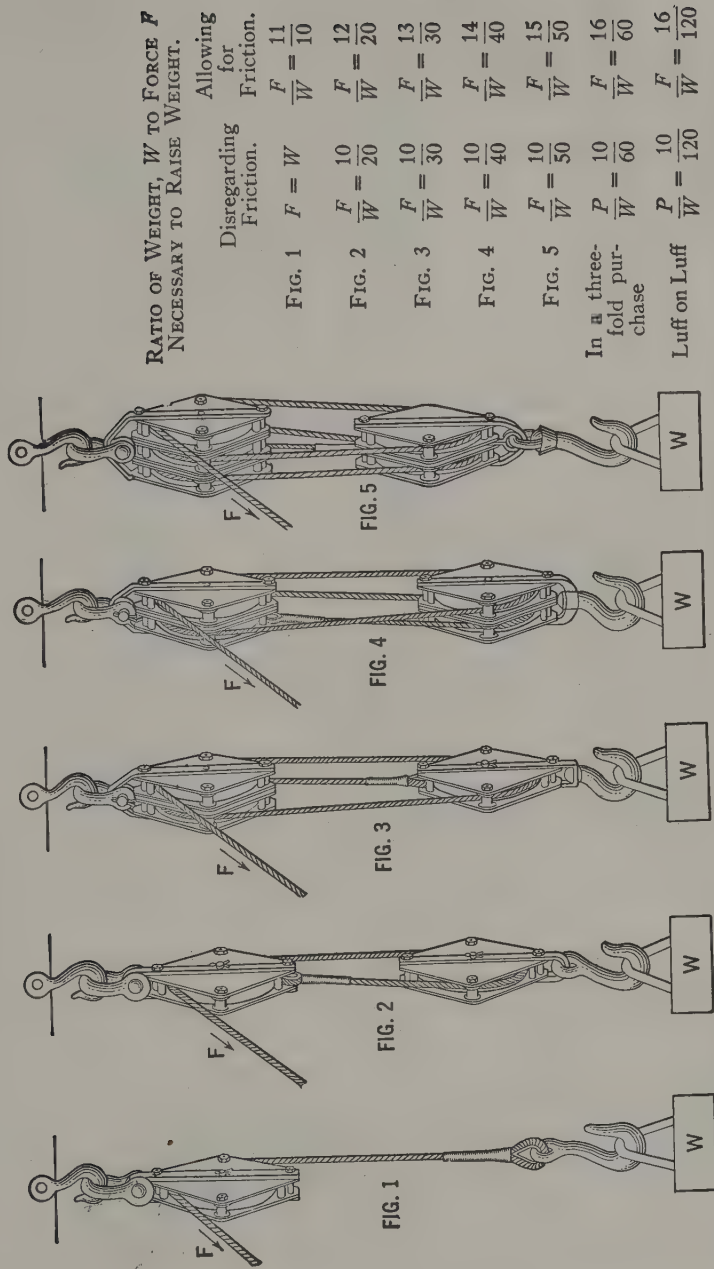 RATIO OF WEIGHT, W TO FORCE F
NECESSARY TO RAISE WEIGHT.
Disregarding Friction. Allowing for Friction.
FIG. 1 F = W F/W = 11/10
FIG. 2 F/W = 10/20 F/W = 12/20
FIG. 3 F/W = 10/30 F/W = 13/30
FIG. 4 F/W = 10/40 F/W = 14/40
FIG. 5 F/W = 10/50 F/W = 15/50
In a three-
fold pur-
chase P/W = 10/60 F/W = 16/60
Luff on Luff P/W = 10/120 F/W = 16/120
F
FIG. 1
W
F
FIG. 2
W
F
FIG. 3
W
F
FIG. 4
W
F
FIG. 5
W